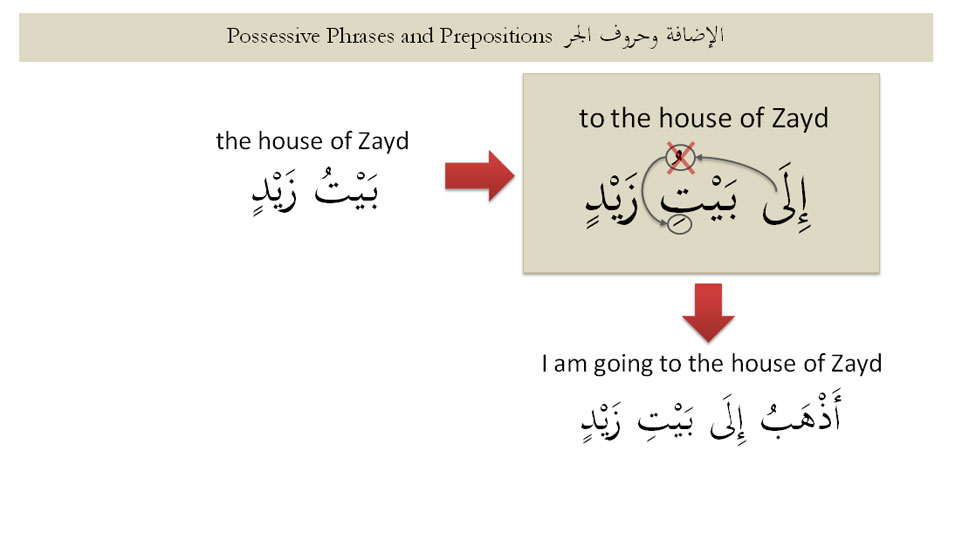 Possessive Phrases and Prepositions الإضافة وحروف الجر
the house of Zayd
بَيْتُ زَيْدٍ
to the house of Zayd
إِلَى بَيْتُِ زَيْدٍ
I am going to the house of Zayd
أَذْهَبُ إِلَى بَيْتِ زَيْدٍ